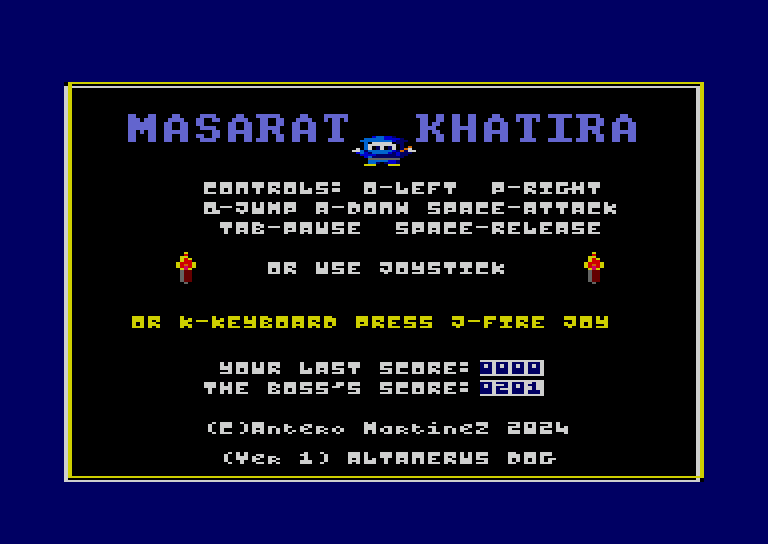 MASARAT KHATIRA
CONTROLS: O-LEFT P-RIGHT
Q-JUMP A-DOWN SPACE-ATTACK
TAB-PAUSE SPACE-RELEASE
OR USE JOYSTICK
OR K-KEYBOARD PRESS J-FIRE JOY
YOUR LAST SCORE: 0000
THE BOSS'S SCORE: 0201
(C)Antero MartineZ 2024
(Ver 1) ALTAMERUS DOG